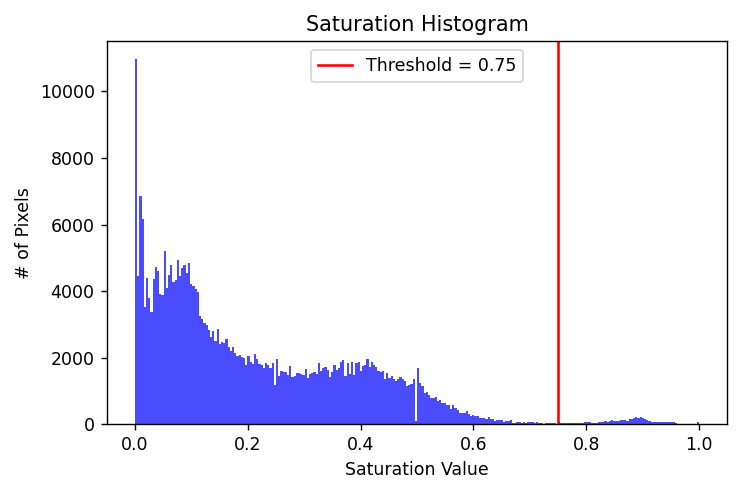 Saturation Histogram
Threshold = 0.75
10000
8000
6000
4000
2000
0
# of Pixels
0.0 0.2 0.4 0.6 0.8 1.0
Saturation Value